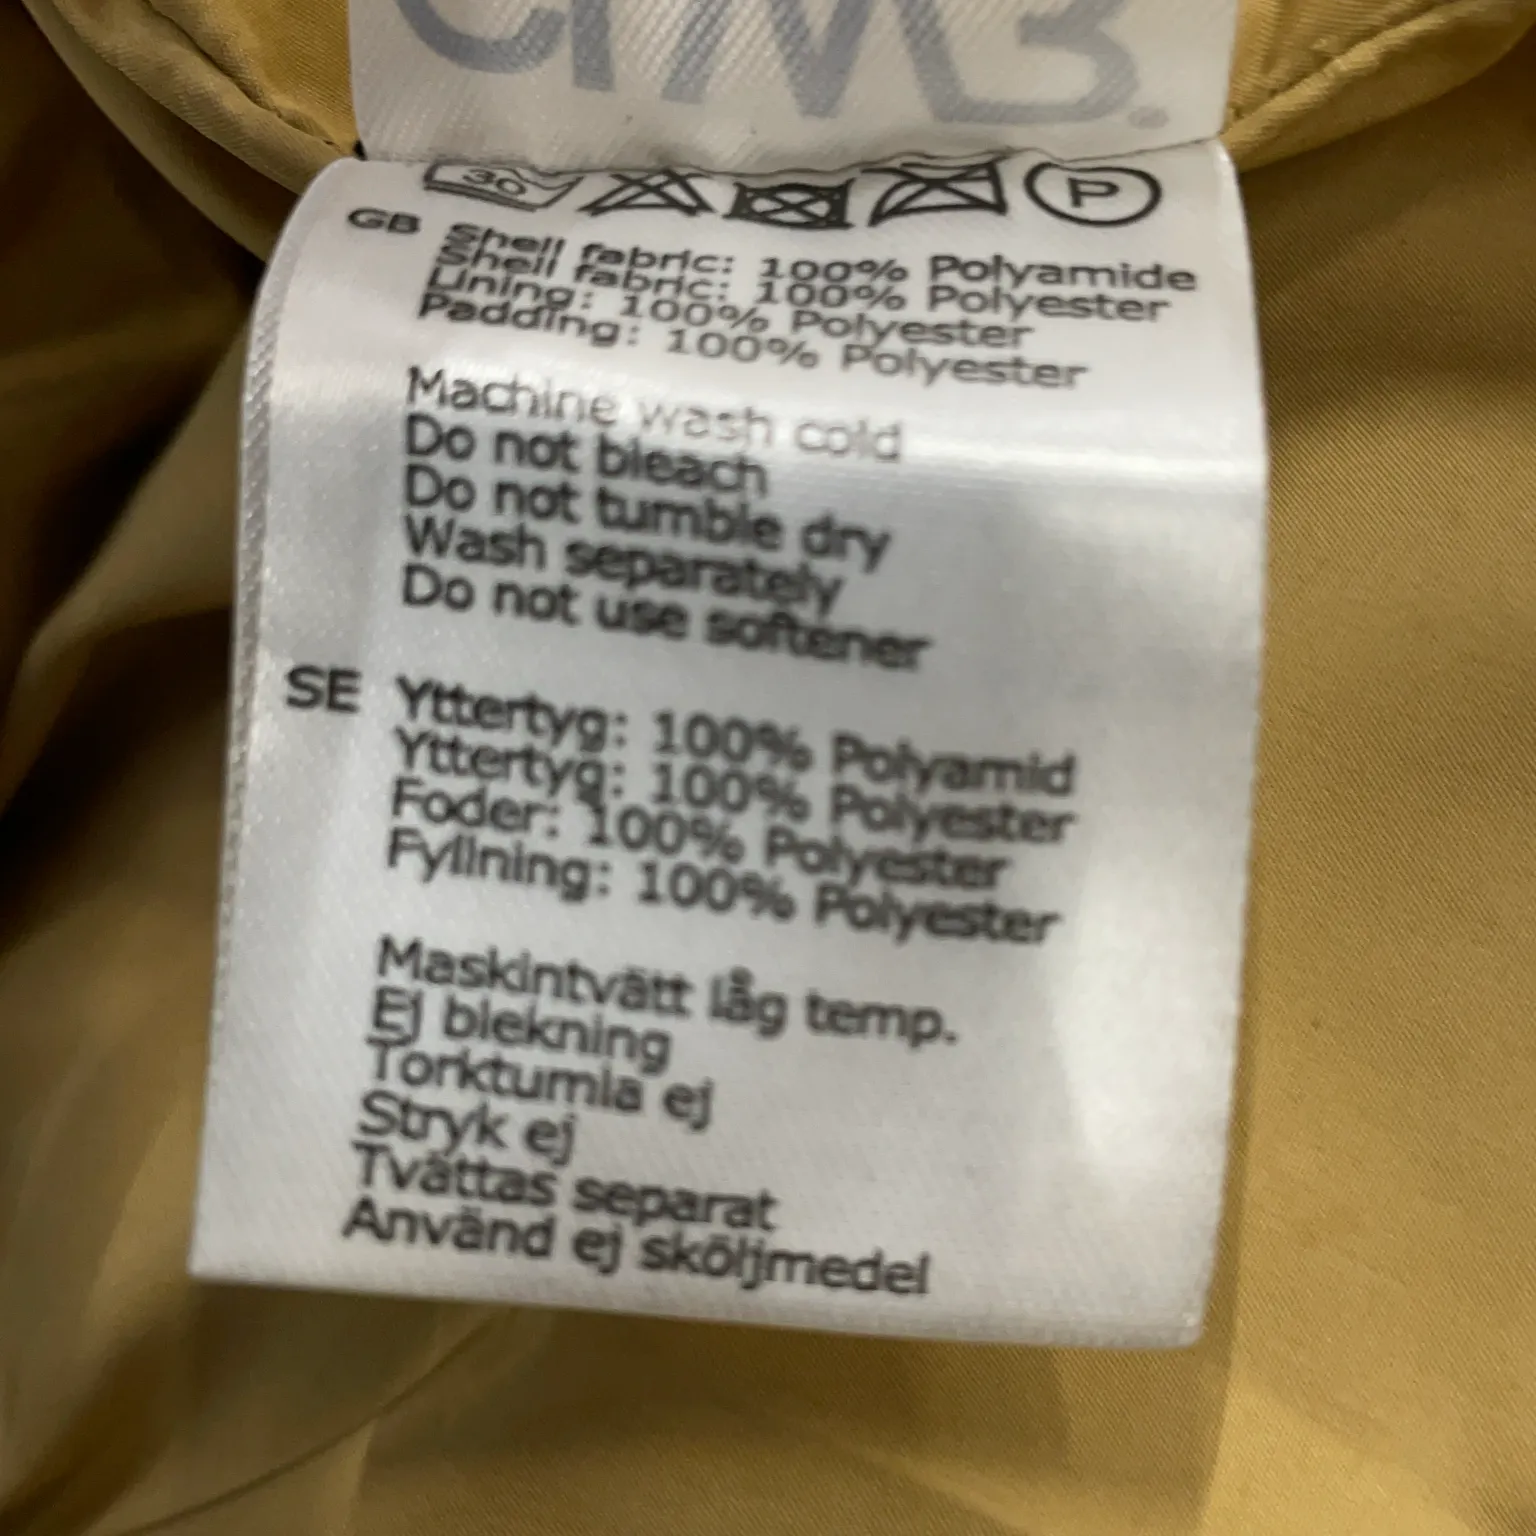 30
P
GB Shell fabric: 100% Polyamide
Shell fabric: 100% Polyester
Lining: 100% Polyester
Padding: 100% Polyester
Machine wash cold
Do not bleach
Do not tumble dry
Wash separately
Do not use softener
SE Yttertyg: 100% Polyamid
Yttertyg: 100% Polyester
Foder: 100% Polyester
Fyllning: 100% Polyester
Maskintvätt låg temp.
Ej blekning
Torktumla ej
Stryk ej
Tvättas separat
Använd ej sköljmedel